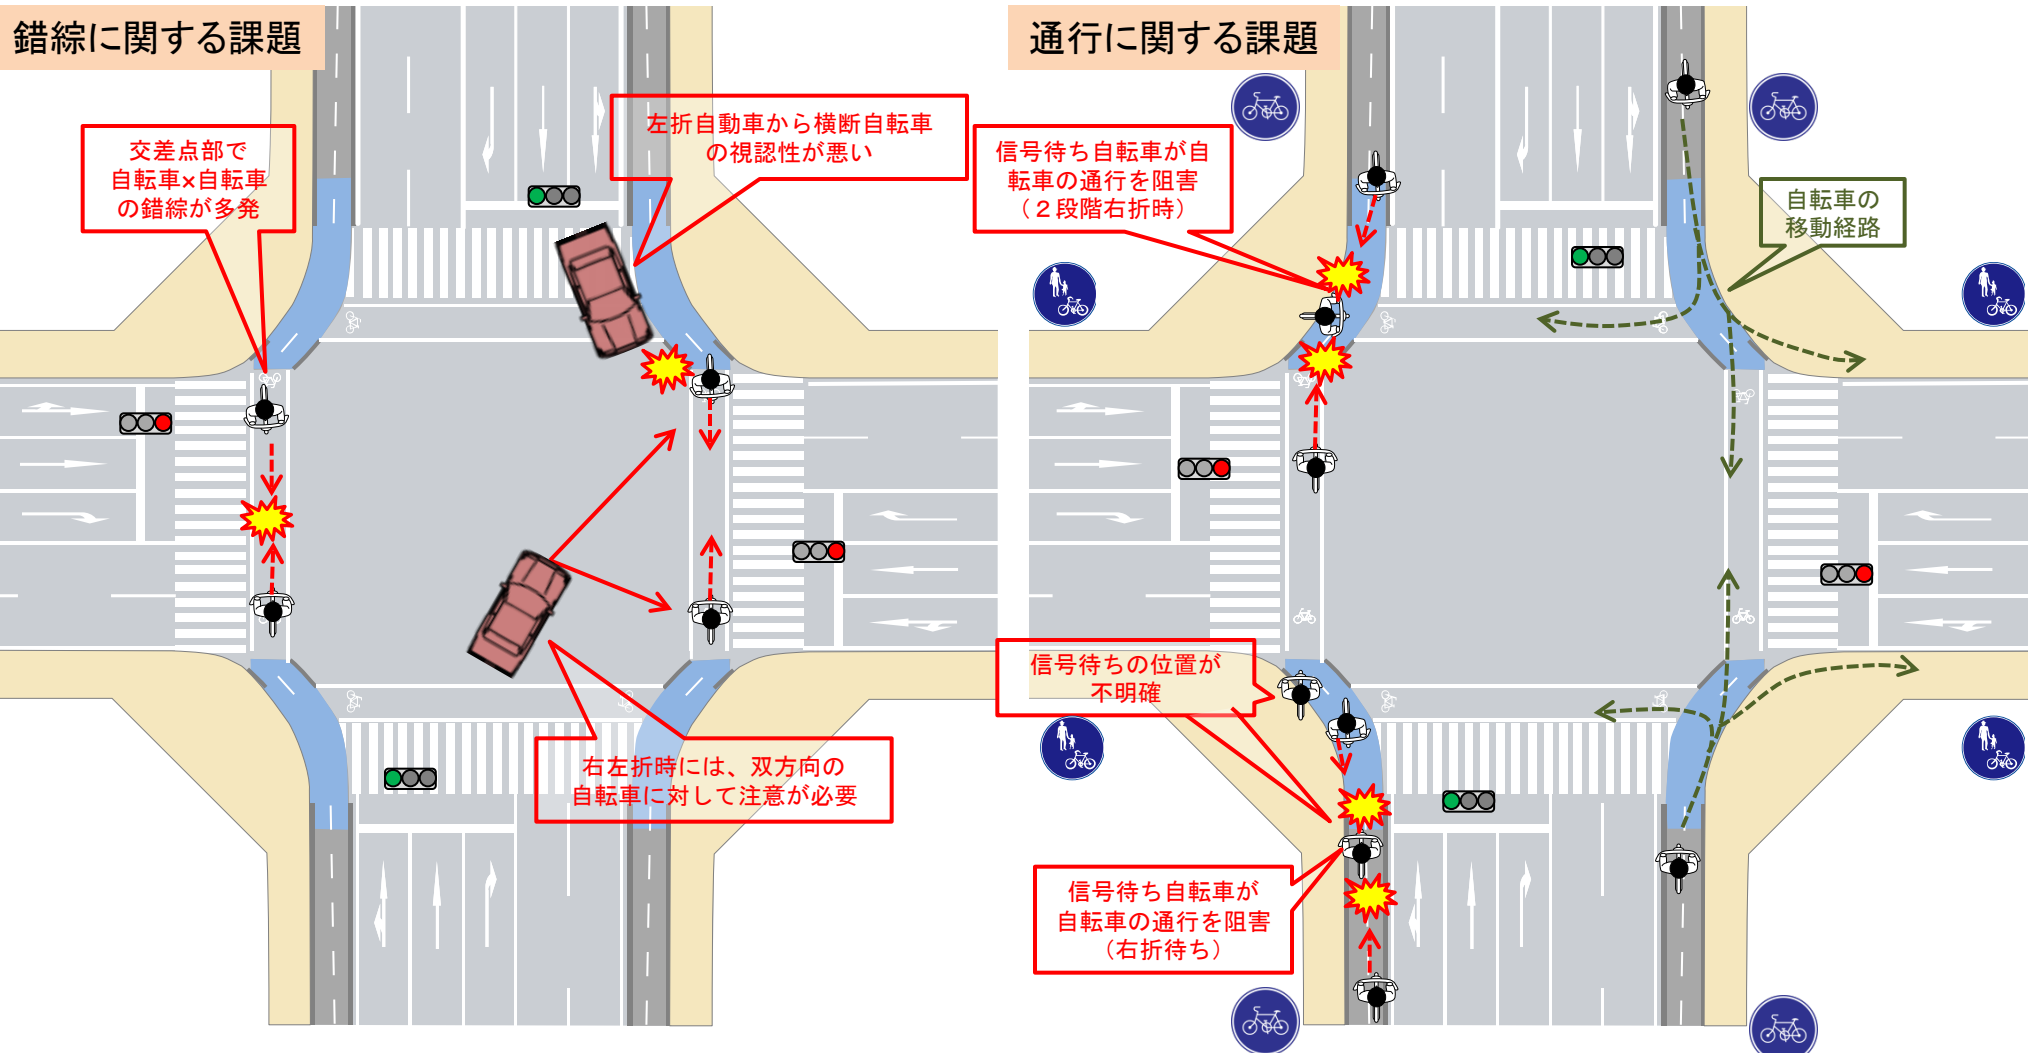 錯綜に関する課題
交差点部で
自転車×自転車
の錯綜が多発
左折自動車から横断自転車
の視認性が悪い
右左折時には、双方向の
自転車に対して注意が必要
通行に関する課題
信号待ち自転車が自
転車の通行を阻害
（２段階右折時）
自転車の
移動経路
信号待ちの位置が
不明確
信号待ち自転車が
自転車の通行を阻害
（右折待ち）